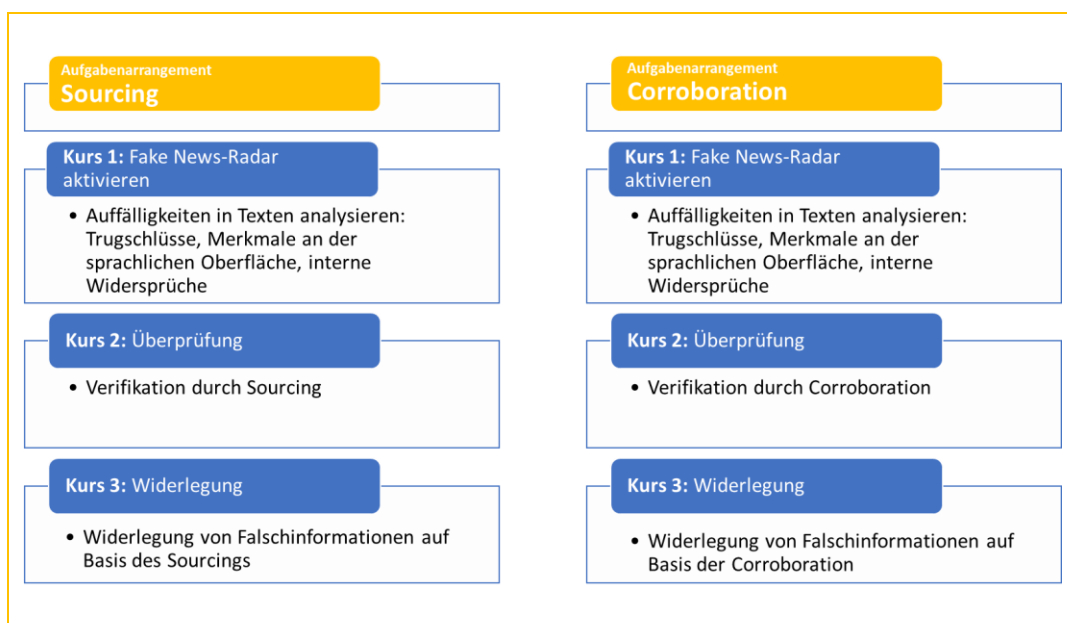 Aufgabenarrangement
Sourcing
Kurs 1: Fake News-Radar
aktivieren
• Auffälligkeiten in Texten analysieren:
Trugschlüsse, Merkmale an der
sprachlichen Oberfläche, interne
Widersprüche
Kurs 2: Überprüfung
• Verifikation durch Sourcing
Kurs 3: Widerlegung
• Widerlegung von Falschinformationen auf
Basis des Sourcings
Aufgabenarrangement
Corroboration
Kurs 1: Fake News-Radar
aktivieren
• Auffälligkeiten in Texten analysieren:
Trugschlüsse, Merkmale an der
sprachlichen Oberfläche, interne
Widersprüche
Kurs 2: Überprüfung
• Verifikation durch Corroboration
Kurs 3: Widerlegung
• Widerlegung von Falschinformationen auf
Basis der Corroboration